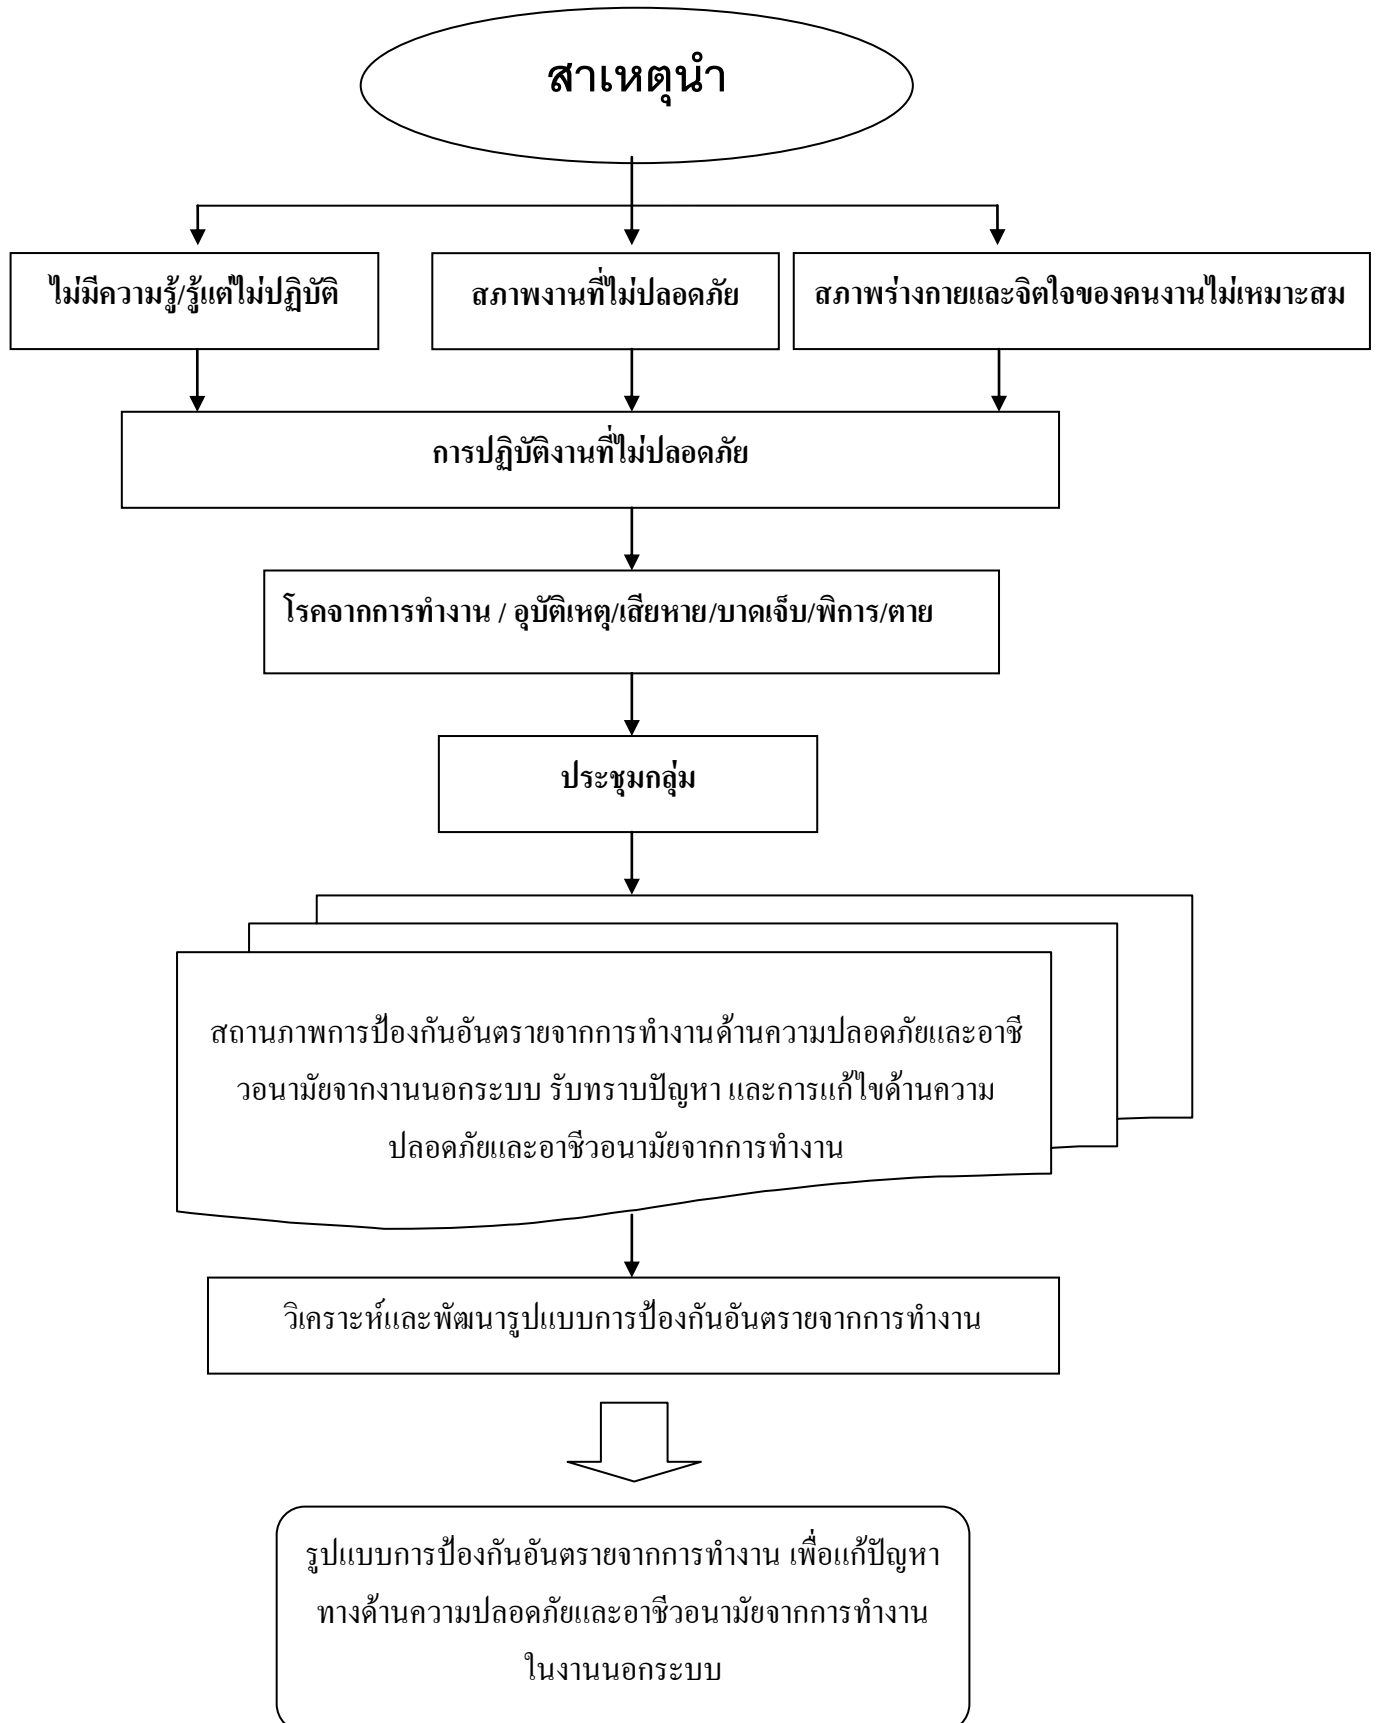 สาเหตุนำ
ไม่มีความรู้/รู้แต่ไม่ปฏิบัติ
สภาพงานที่ไม่ปลอดภัย
สภาพร่างกายและจิตใจของคนงานไม่เหมาะสม
การปฏิบัติงานที่ไม่ปลอดภัย
โรคจากการทำงาน / อุบัติเหตุ/เสียหาย/บาดเจ็บ/พิการ/ตาย
ประชุมกลุ่ม
สถานภาพการป้องกันอันตรายจากการทำงานด้านความปลอดภัยและอาชี
วอนามัยจากงานนอกระบบ รับทราบปัญหา และการแก้ไขด้านความ
ปลอดภัยและอาชีวอนามัยจากการทำงาน
วิเคราะห์และพัฒนารูปแบบการป้องกันอันตรายจากการทำงาน
รูปแบบการป้องกันอันตรายจากการทำงาน เพื่อแก้ปัญหา
ทางด้านความปลอดภัยและอาชีวอนามัยจากการทำงาน
ในงานนอกระบบ